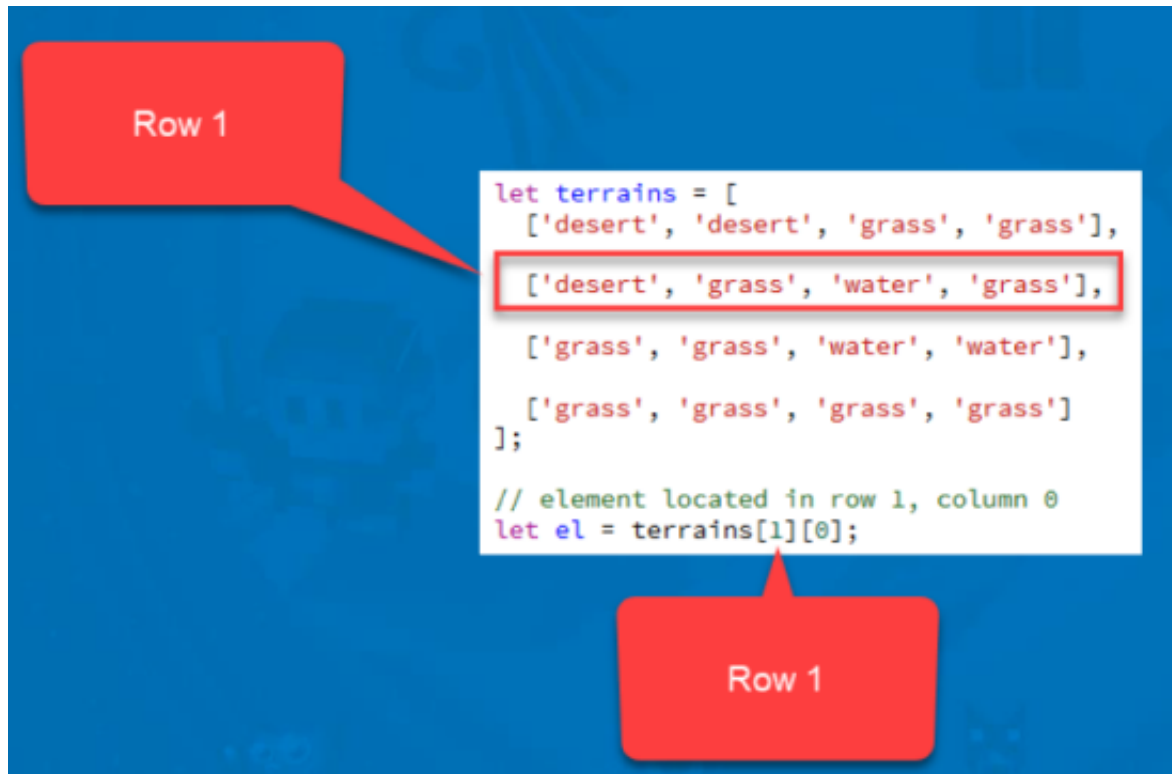 Row 1
let terrains = [
  ['desert', 'desert', 'grass', 'grass'],
  ['desert', 'grass', 'water', 'grass'],
  ['grass', 'grass', 'water', 'water'],
  ['grass', 'grass', 'grass', 'grass']
];
// element located in row 1, column 0
let el = terrains[1][0];
Row 1